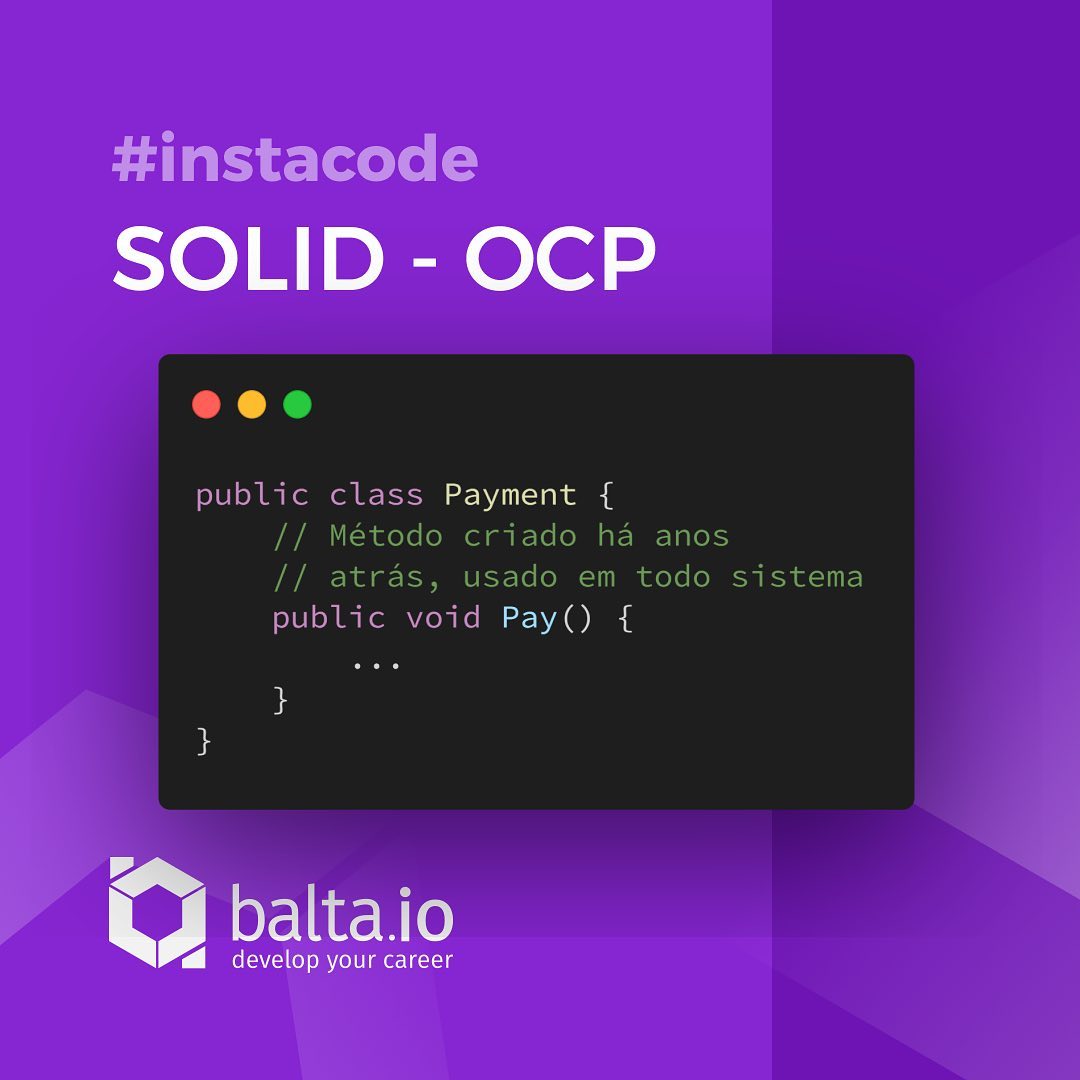 #instacode
SOLID - OCP
public class Payment {
    // Método criado há anos
    // atrás, usado em todo sistema
    public void Pay() {
        ...
    }
}
balta.io
develop your career